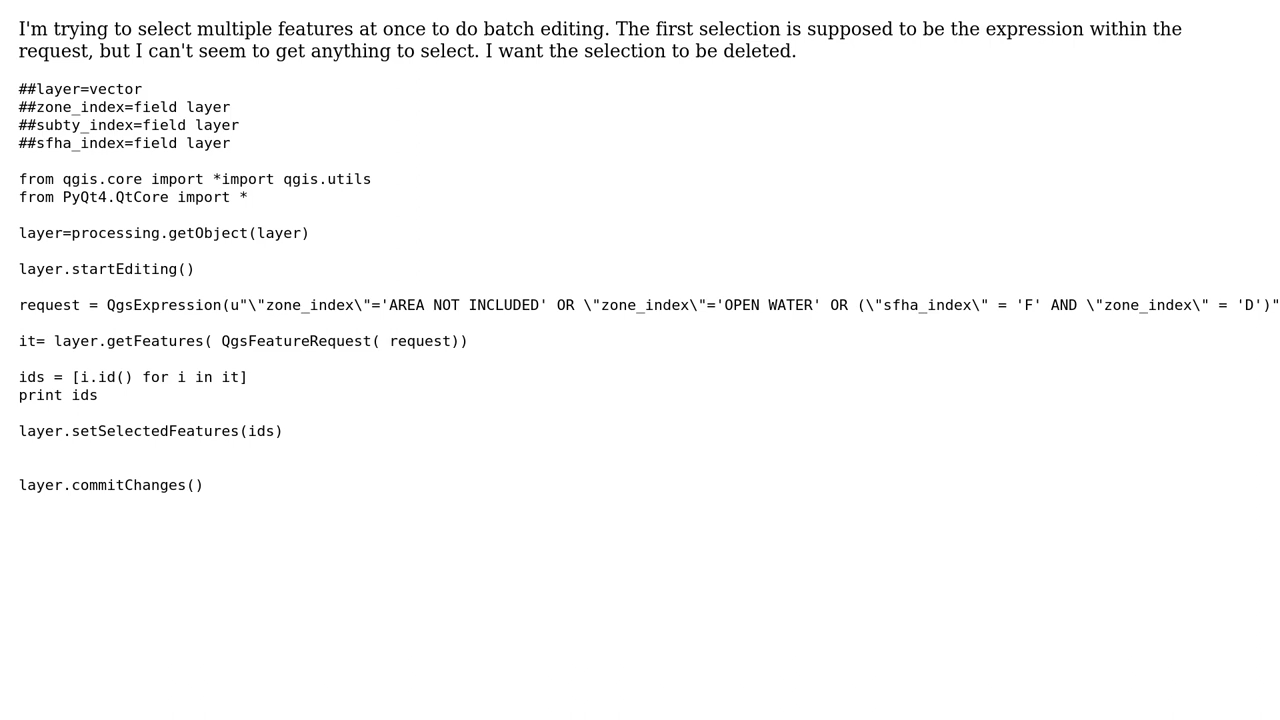 I'm trying to select multiple features at once to do batch editing. The first selection is supposed to be the expression within the
request, but I can't seem to get anything to select. I want the selection to be deleted.
##layer=vector
##zone_index=field layer
##subty_index=field layer
##sfha_index=field layer
from qgis.core import *import qgis.utils
from PyQt4.QtCore import *
layer=processing.getObject(layer)
layer.startEditing()
request = QgsExpression(u"\"zone_index\"='AREA NOT INCLUDED' OR \"zone_index\"='OPEN WATER' OR (\"sfha_index\" = 'F' AND \"zone_index\" = 'D')"
it= layer.getFeatures( QgsFeatureRequest( request))
ids = [i.id() for i in it]
print ids
layer.setSelectedFeatures(ids)
layer.commitChanges()